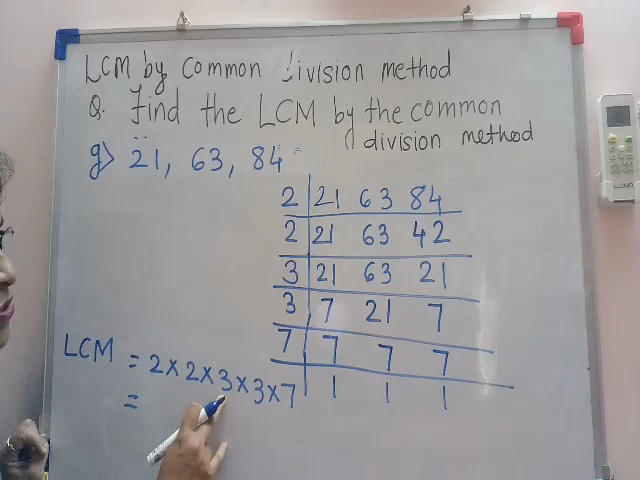 LCM by common division method
Q. Find the LCM by the common
division method
g) 21, 63, 84
2 | 21 63 84
2 | 21 63 42
3 | 21 63 21
3 | 7 21 7
7 | 7 7 7
1 1 1
LCM = 2 × 2 × 3 × 3 × 7
=